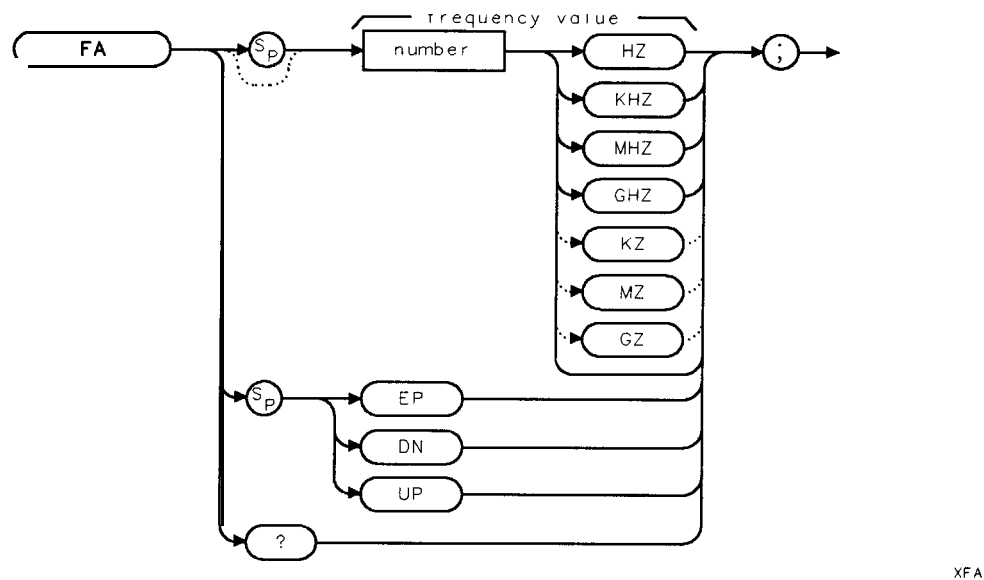 frequency value
FA
SP
number
HZ
;
KHZ
MHZ
GHZ
KZ
MZ
GZ
SP
EP
DN
UP
?
XFA